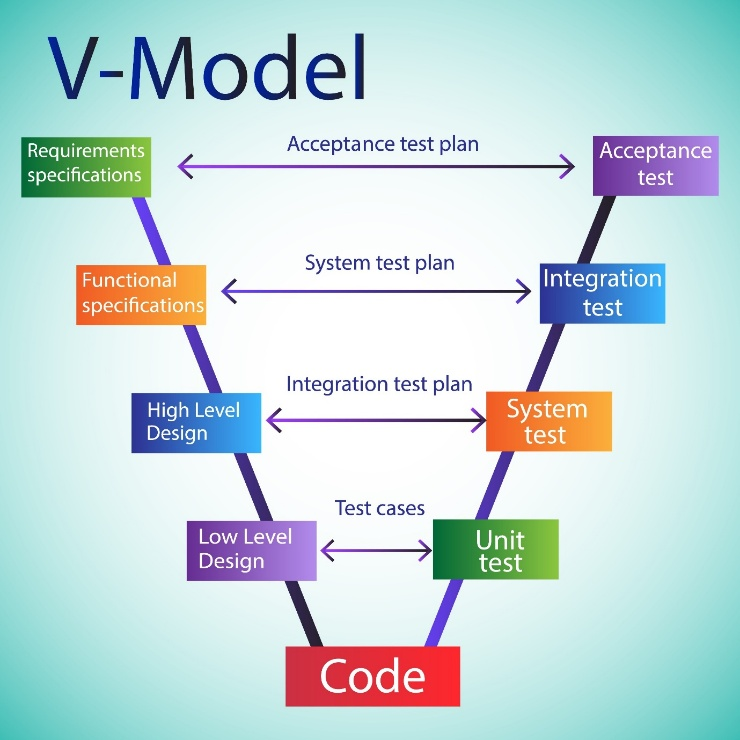 V-Model
Requirements
specifications
Acceptance test plan
Acceptance
test
Functional
specifications
System test plan
Integration
test
High Level
Design
Integration test plan
System
test
Low Level
Design
Test cases
Unit
test
Code